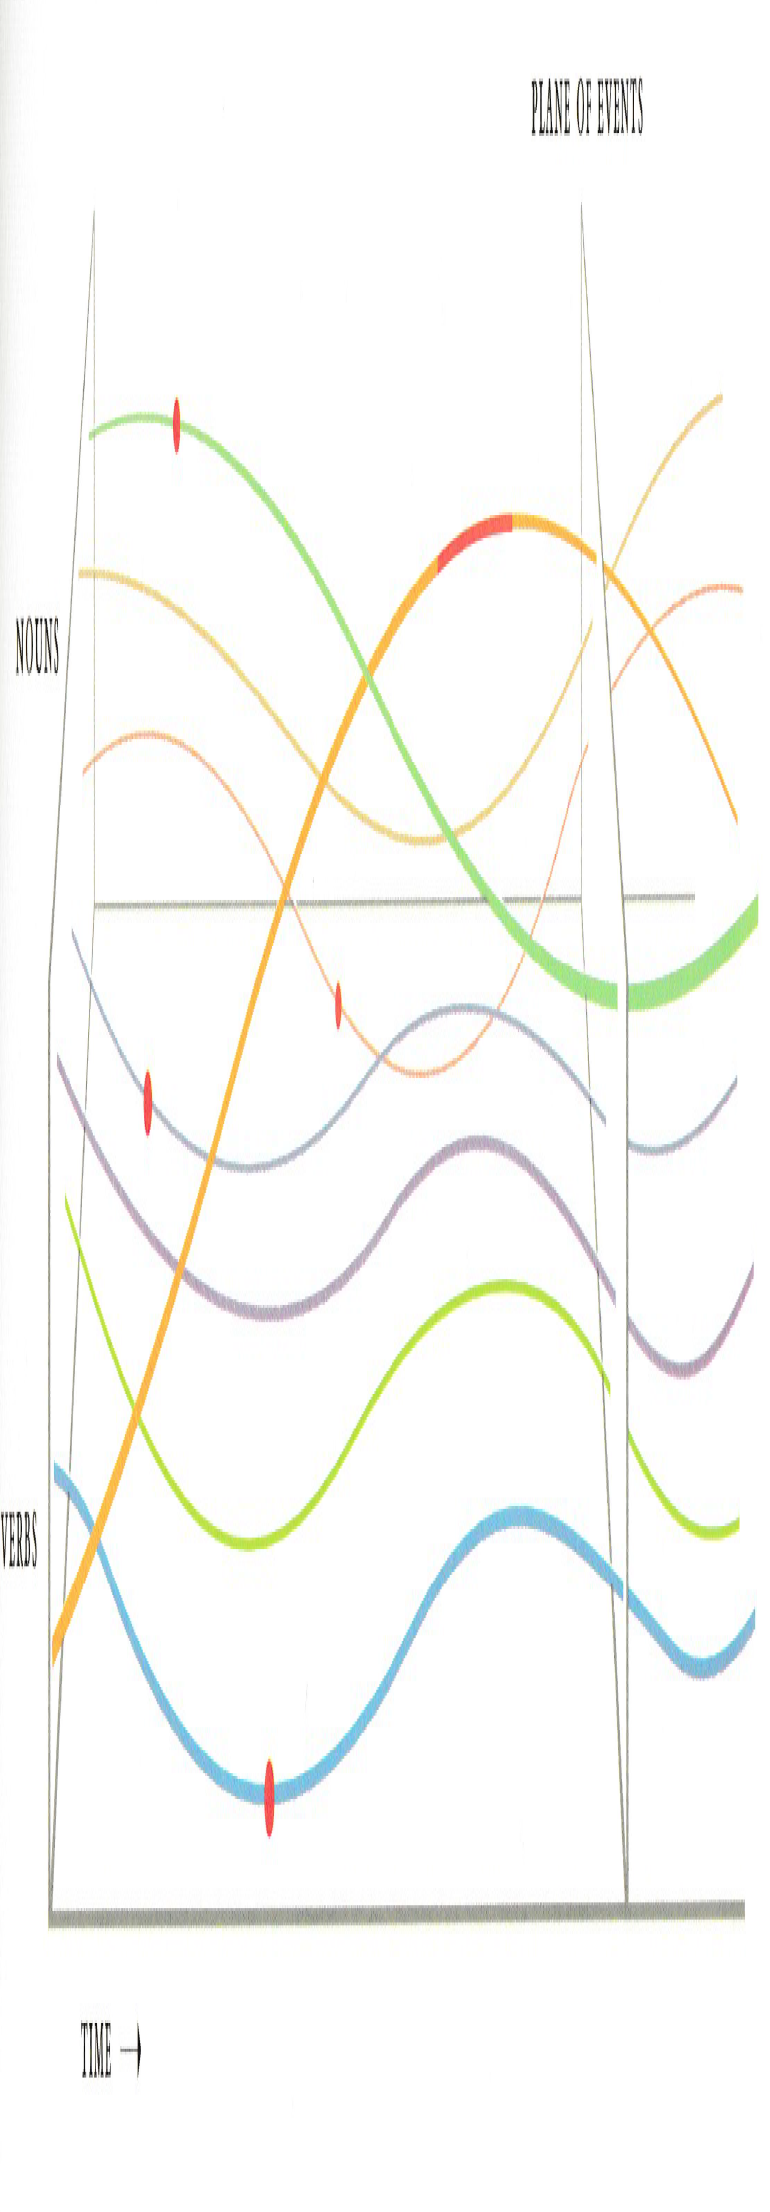 PLANE OF EVENTS
NOUNS
VERBS
TIME →